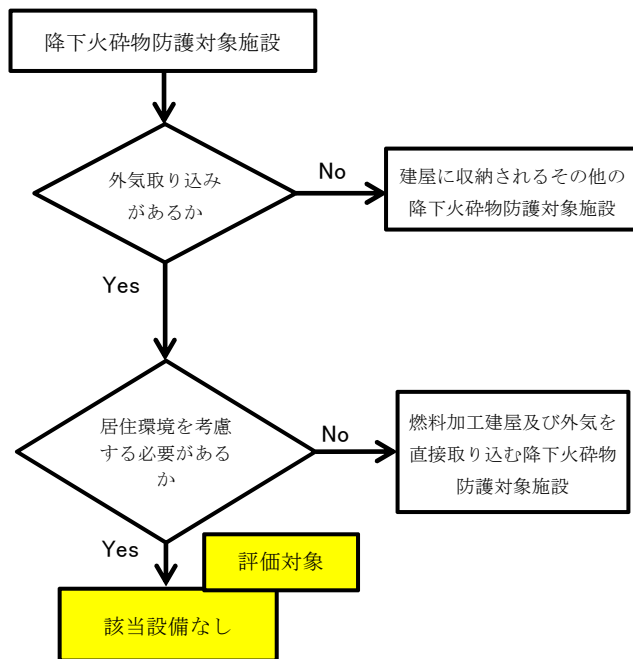 降下火砕物防護対象施設
外気取り込み
があるか
No
建屋に収納されるその他の
降下火砕物防護対象施設
Yes
居住環境を考慮
する必要がある
か
No
燃料加工建屋及び外気を
直接取り込む降下火砕物
防護対象施設
Yes
評価対象
該当設備なし